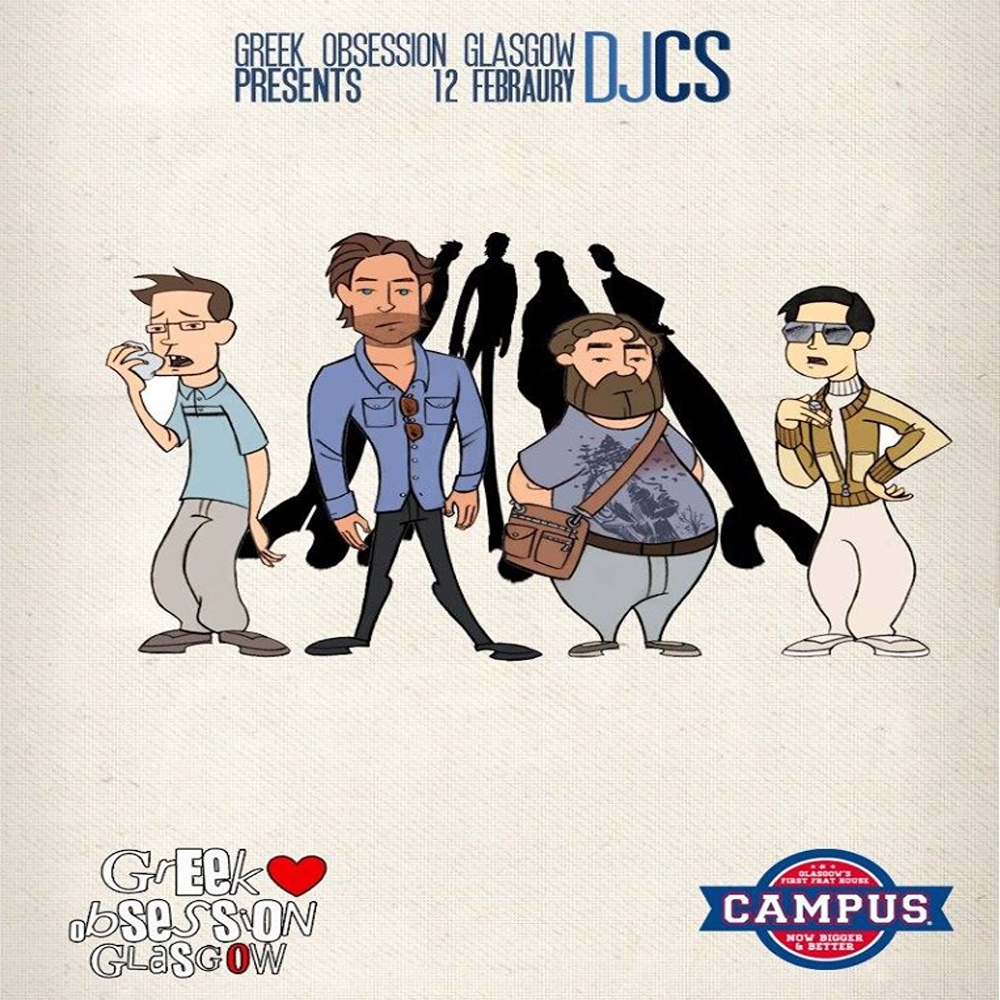 GREEK OBSESSION GLASGOW DJCS
PRESENTS 12 FEBRAURY
GrEEk
obSESSiON
GLaSGOW
GLASGOW'S
FIRST FRAT HOUSE
CAMPUS
NOW BIGGER
& BETTER